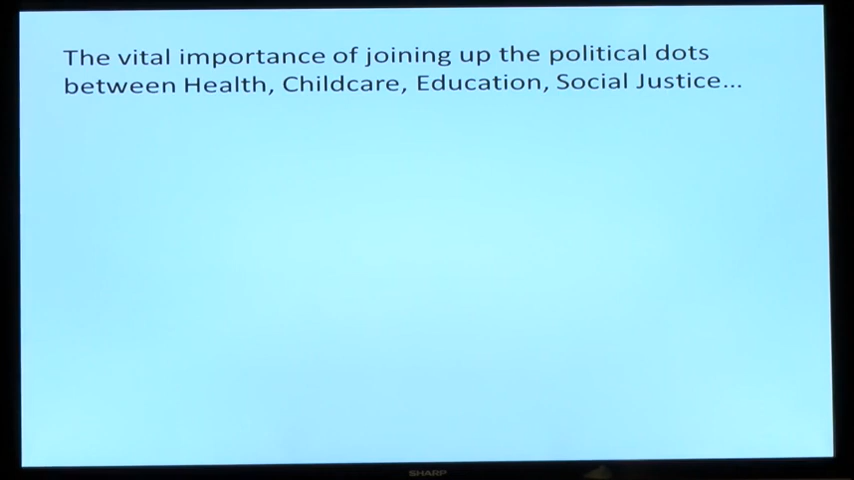 The vital importance of joining up the political dots
between Health, Childcare, Education, Social Justice...
SHARP